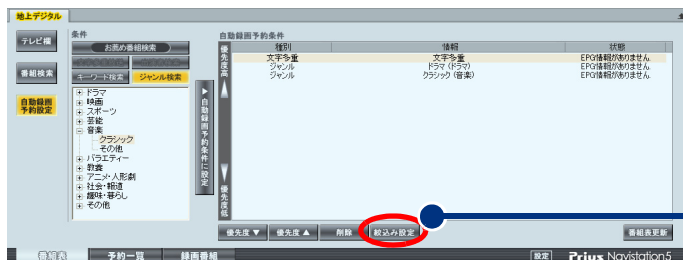 地上デジタル
テレビ欄
番組検索
自動録画
予約設定
条件
お薦め番組検索
キーワード検索 ジャンル検索
ドラマ
映画
スポーツ
芸能
音楽
クラシック
その他
バラエティー
教養
アニメ・人形劇
社会・報道
趣味・暮らし
その他
▶自動録画予約条件に設定
自動録画予約条件
優先度高
優先度低
種別 情報 状態
文字多重 文字多重 EPG情報がありません
ジャンル ドラマ (ドラマ) EPG情報がありません
ジャンル クラシック (音楽) EPG情報がありません
優先度▼ 優先度▲ 削除 絞込み設定 番組表更新
番組表 予約一覧 録画番組 設定 Prius Navistation5